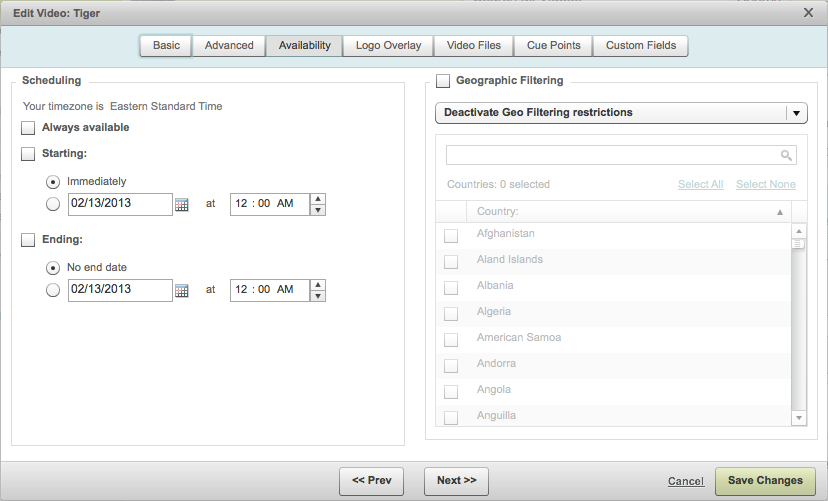 Edit Video: Tiger
Basic
Advanced
Availability
Logo Overlay
Video Files
Cue Points
Custom Fields
Scheduling
Your timezone is Eastern Standard Time
Always available
Starting:
Immediately
02/13/2013 at 12 : 00 AM
Ending:
No end date
02/13/2013 at 12 : 00 AM
Geographic Filtering
Deactivate Geo Filtering restrictions
Countries: 0 selected Select All Select None
Country:
Afghanistan
Aland Islands
Albania
Algeria
American Samoa
Andorra
Angola
Anguilla
<< Prev
Next >>
Cancel
Save Changes